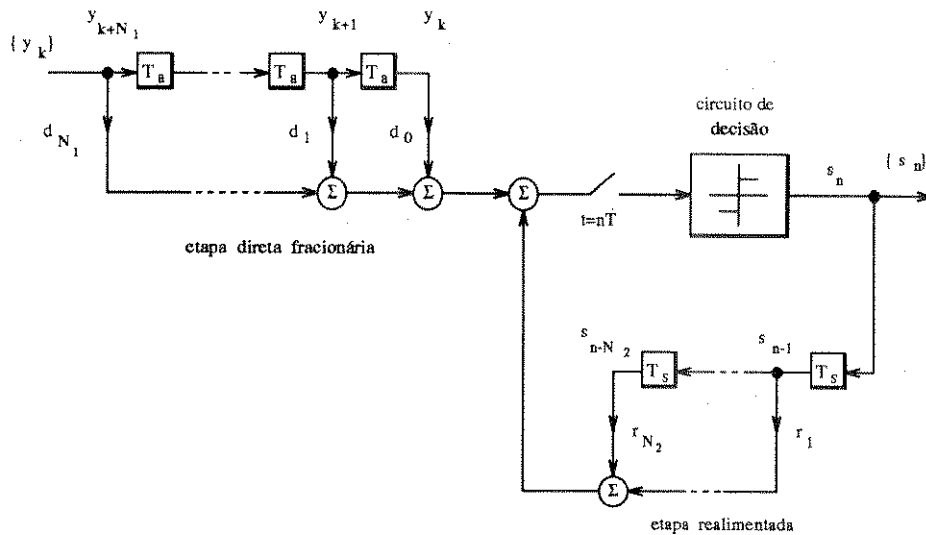 { y_k }
y_{k+N_1}
y_{k+1}
y_k
T_a
T_a
T_a
d_{N_1}
d_1
d_0
Σ
Σ
Σ
etapa direta fracionária
t=nT
circuito de
decisão
s_n
{ s_n }
s_{n-N_2}
s_{n-1}
T_s
T_s
r_{N_2}
r_1
Σ
etapa realimentada